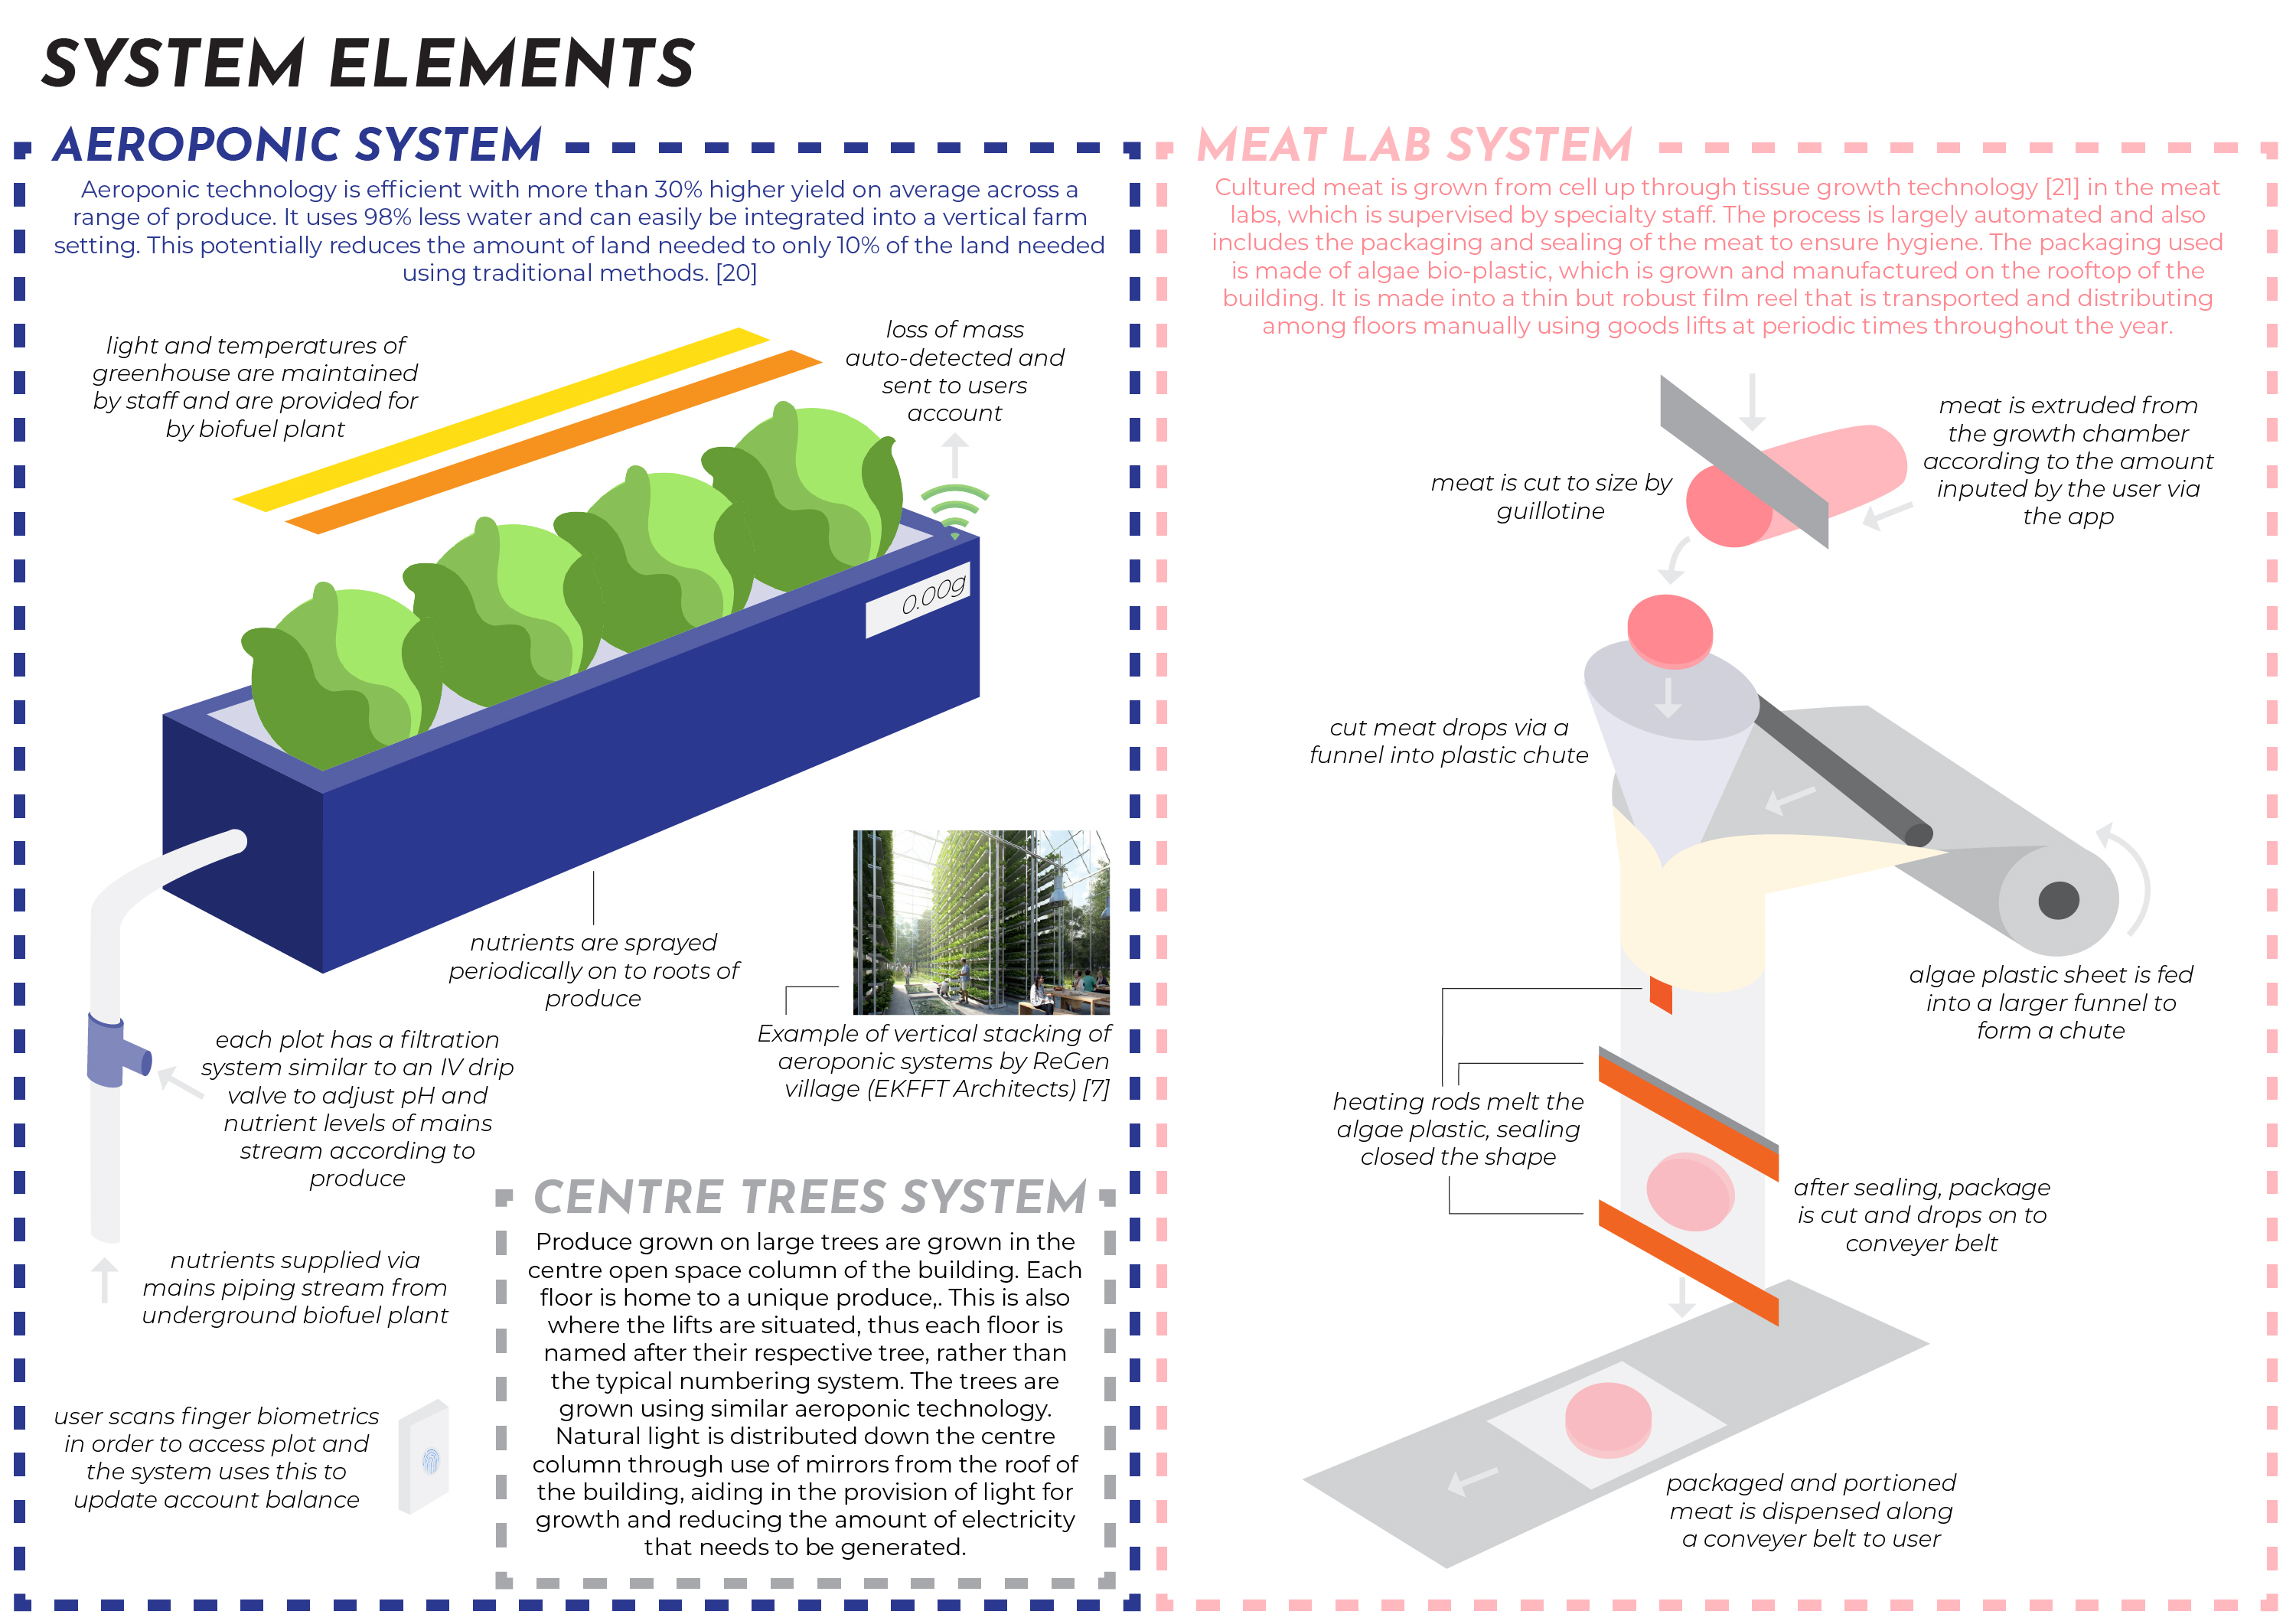 SYSTEM ELEMENTS
AEROPONIC SYSTEM
Aeroponic technology is efficient with more than 30% higher yield on average across a
range of produce. It uses 98% less water and can easily be integrated into a vertical farm
setting. This potentially reduces the amount of land needed to only 10% of the land needed
using traditional methods. [20]
light and temperatures of
greenhouse are maintained
by staff and are provided for
by biofuel plant
loss of mass
auto-detected and
sent to users
account
0.00g
nutrients are sprayed
periodically on to roots of
produce
Example of vertical stacking of
aeroponic systems by ReGen
village (EKFFT Architects) [7]
each plot has a filtration
system similar to an IV drip
valve to adjust pH and
nutrient levels of mains
stream according to
produce
nutrients supplied via
mains piping stream from
underground biofuel plant
user scans finger biometrics
in order to access plot and
the system uses this to
update account balance
CENTRE TREES SYSTEM
Produce grown on large trees are grown in the
centre open space column of the building. Each
floor is home to a unique produce,. This is also
where the lifts are situated, thus each floor is
named after their respective tree, rather than
the typical numbering system. The trees are
grown using similar aeroponic technology.
Natural light is distributed down the centre
column through use of mirrors from the roof of
the building, aiding in the provision of light for
growth and reducing the amount of electricity
that needs to be generated.
MEAT LAB SYSTEM
Cultured meat is grown from cell up through tissue growth technology [21] in the meat
labs, which is supervised by specialty staff. The process is largely automated and also
includes the packaging and sealing of the meat to ensure hygiene. The packaging used
is made of algae bio-plastic, which is grown and manufactured on the rooftop of the
building. It is made into a thin but robust film reel that is transported and distributing
among floors manually using goods lifts at periodic times throughout the year.
meat is extruded from
the growth chamber
according to the amount
inputed by the user via
the app
meat is cut to size by
guillotine
cut meat drops via a
funnel into plastic chute
algae plastic sheet is fed
into a larger funnel to
form a chute
heating rods melt the
algae plastic, sealing
closed the shape
after sealing, package
is cut and drops on to
conveyer belt
packaged and portioned
meat is dispensed along
a conveyer belt to user